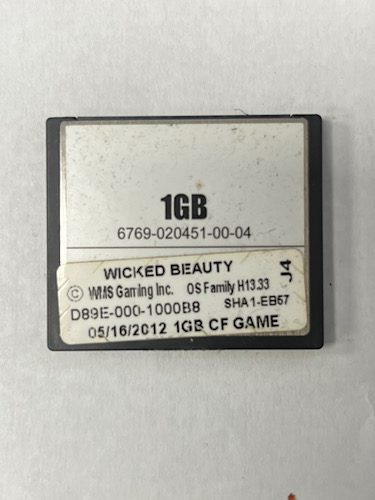 1GB
6769-020451-00-04
WICKED BEAUTY
© WMS Gaming Inc. OS Family H13.33
D89E-000-1000B8 SHA1-EB57
05/16/2012 1GB CF GAME
J4